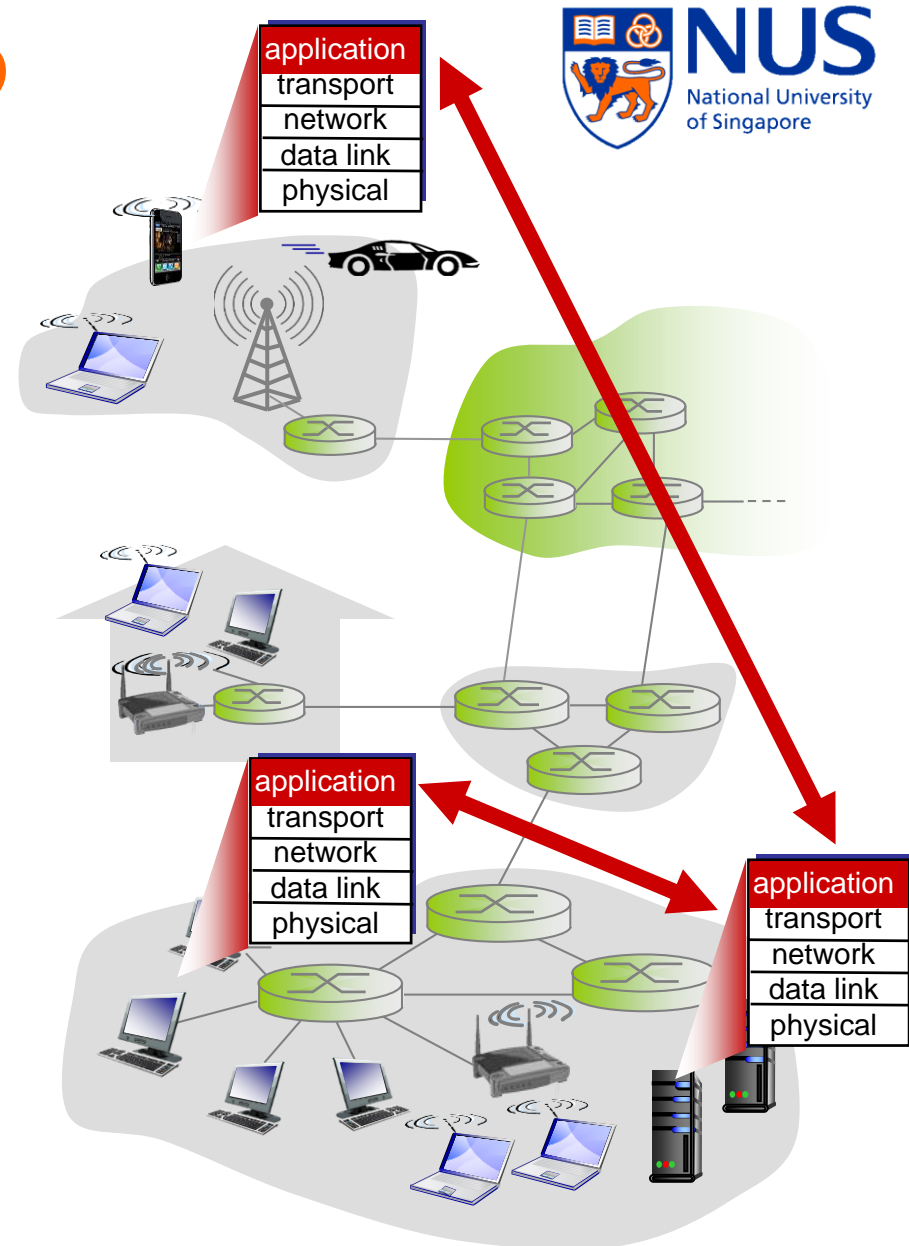 application
transport
network
data link
physical
NUS
National University
of Singapore
application
transport
network
data link
physical
application
transport
network
data link
physical